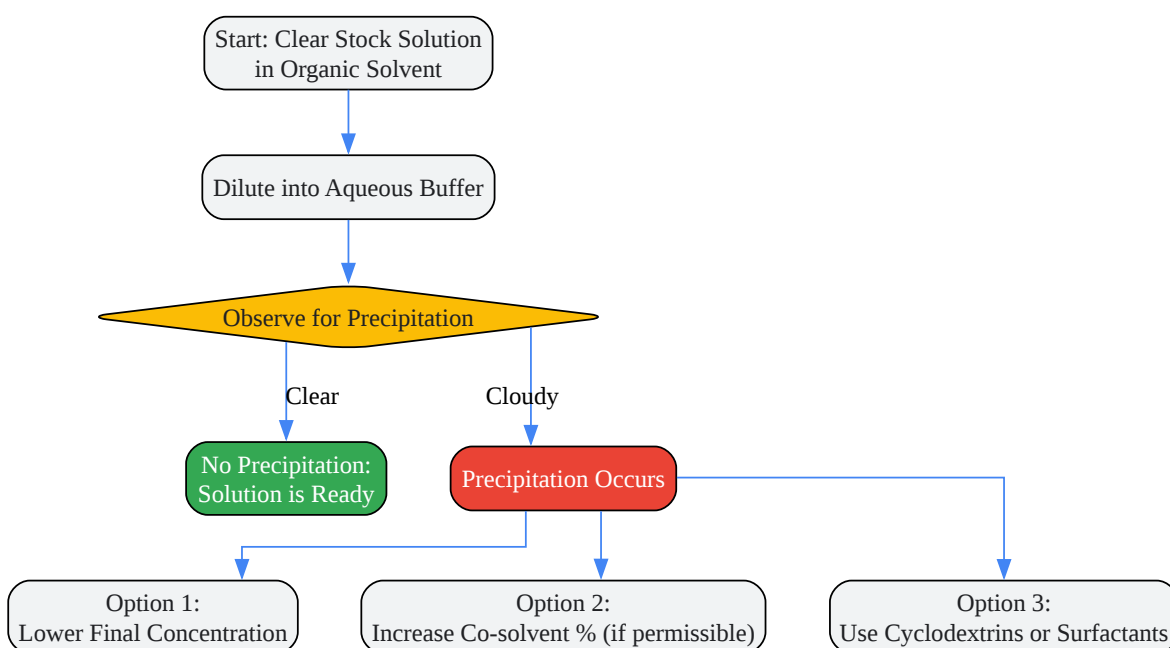 Start: Clear Stock Solution
in Organic Solvent
Dilute into Aqueous Buffer
Observe for Precipitation
Clear
Cloudy
No Precipitation:
Solution is Ready
Precipitation Occurs
Option 1:
Lower Final Concentration
Option 2:
Increase Co-solvent % (if permissible)
Option 3:
Use Cyclodextrins or Surfactants